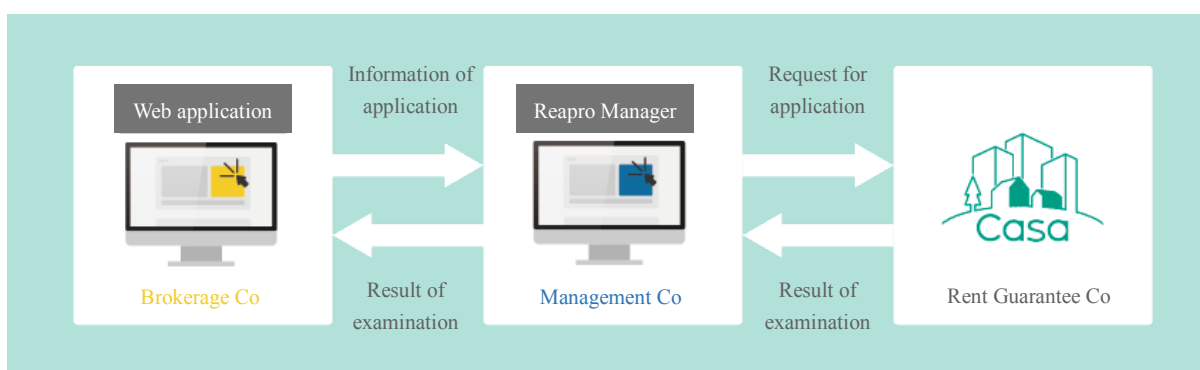 Information of
application
Request for
application
Web application
Reapro Manager
Casa
Brokerage Co
Result of
examination
Management Co
Result of
examination
Rent Guarantee Co